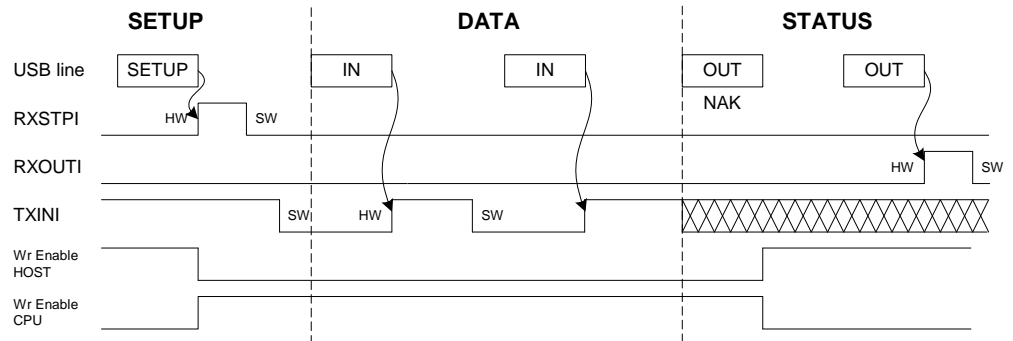 SETUP DATA STATUS
USB line SETUP IN IN OUT OUT
NAK
RXSTPI HW SW
RXOUTI HW SW
TXINI SW HW SW
Wr Enable
HOST
Wr Enable
CPU